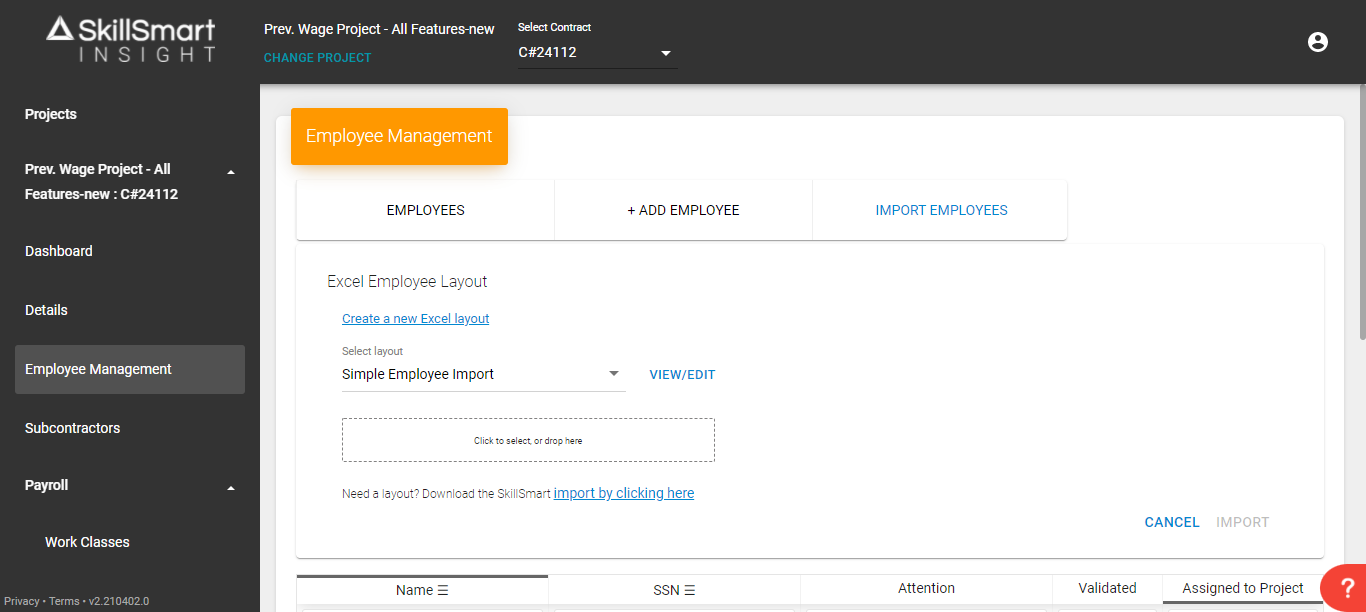 SkillSmart
INSIGHT
Prev. Wage Project - All Features-new
CHANGE PROJECT
Select Contract
C#24112
Projects
Prev. Wage Project - All
Features-new : C#24112
Dashboard
Details
Employee Management
Subcontractors
Payroll
Work Classes
Privacy • Terms • v2.210402.0
Employee Management
EMPLOYEES
+ ADD EMPLOYEE
IMPORT EMPLOYEES
Excel Employee Layout
Create a new Excel layout
Select layout
Simple Employee Import
VIEW/EDIT
Click to select, or drop here
Need a layout? Download the SkillSmart import by clicking here
CANCEL
IMPORT
Name ☰
SSN ☰
Attention
Validated
Assigned to Project
?